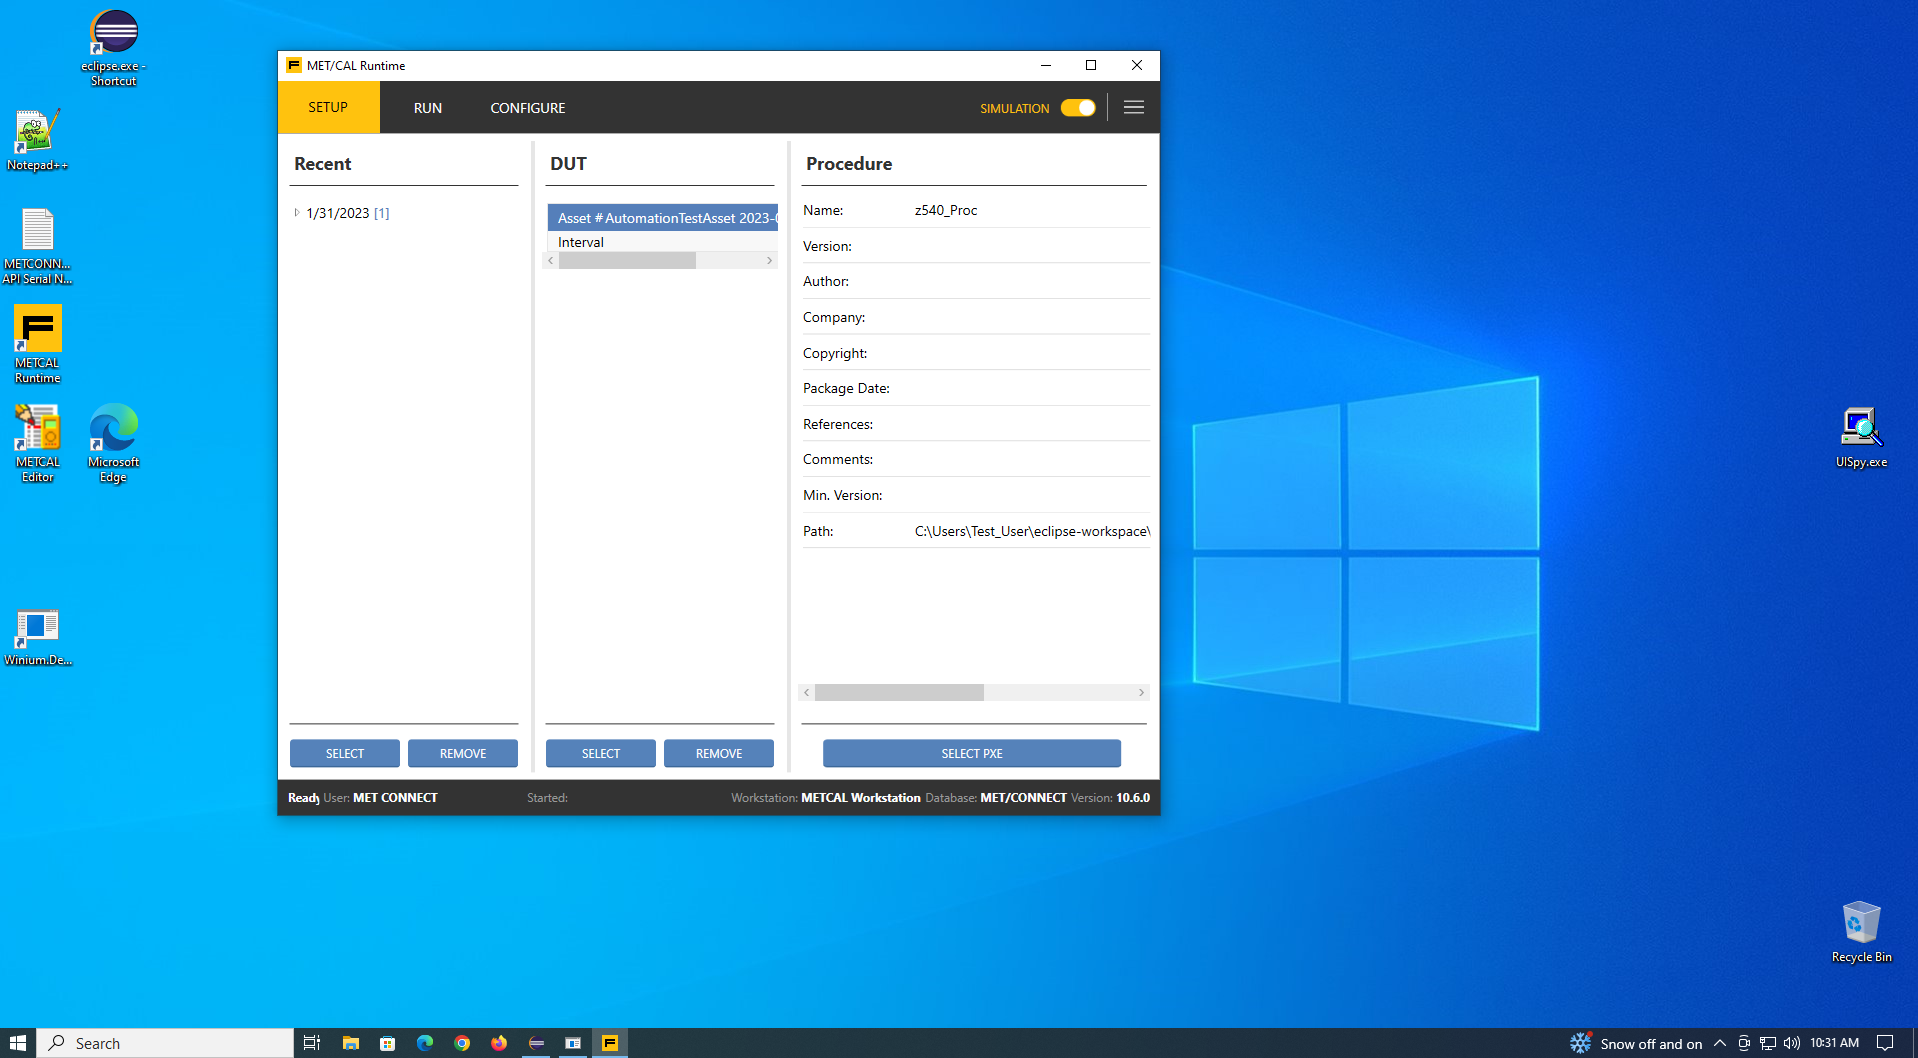 eclipse.exe -
Shortcut
Notepad++
METCONN...
API Serial N...
METCAL
Runtime
METCAL
Editor
Microsoft
Edge
Winium.De...
MET/CAL Runtime
SETUP
RUN
CONFIGURE
SIMULATION
Recent
1/31/2023 [1]
SELECT
REMOVE
DUT
Asset # AutomationTestAsset 2023-0
Interval
SELECT
REMOVE
Procedure
Name: z540_Proc
Version:
Author:
Company:
Copyright:
Package Date:
References:
Comments:
Min. Version:
Path: C:\Users\Test_User\eclipse-workspace\
SELECT PXE
Ready User: MET CONNECT Started: Workstation: METCAL Workstation Database: MET/CONNECT Version: 10.6.0
UISpy.exe
Recycle Bin
Search
Snow off and on
10:31 AM